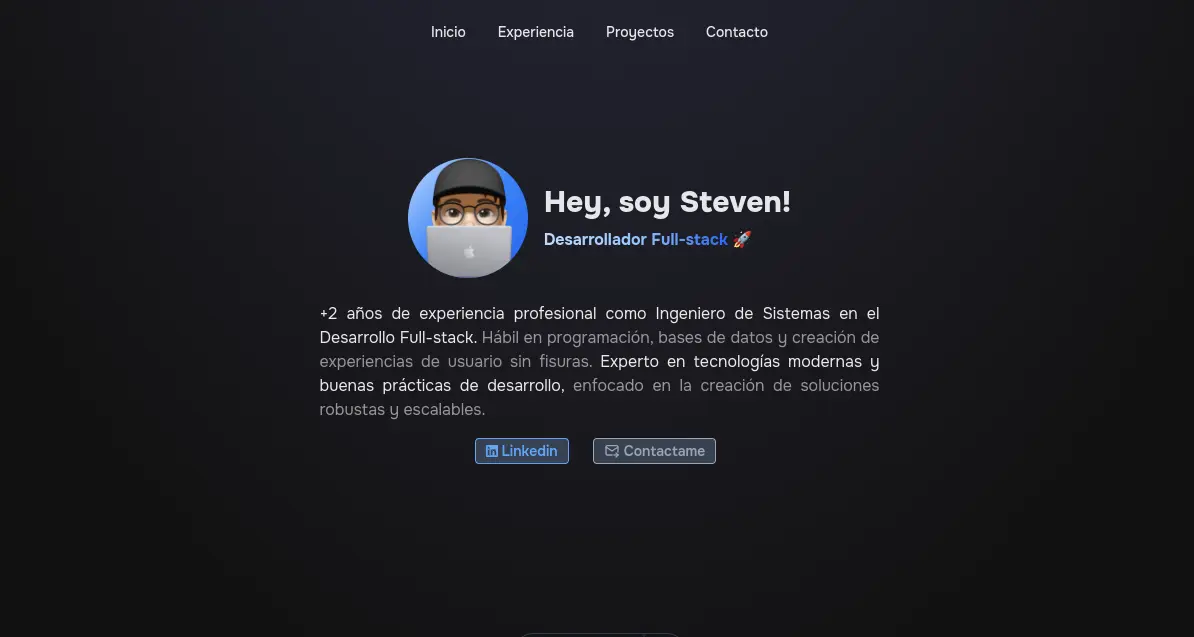 Inicio Experiencia Proyectos Contacto
Hey, soy Steven!
Desarrollador Full-stack 🚀
+2 años de experiencia profesional como Ingeniero de Sistemas en el
Desarrollo Full-stack. Hábil en programación, bases de datos y creación de
experiencias de usuario sin fisuras. Experto en tecnologías modernas y
buenas prácticas de desarrollo, enfocado en la creación de soluciones
robustas y escalables.
Linkedin Contactame